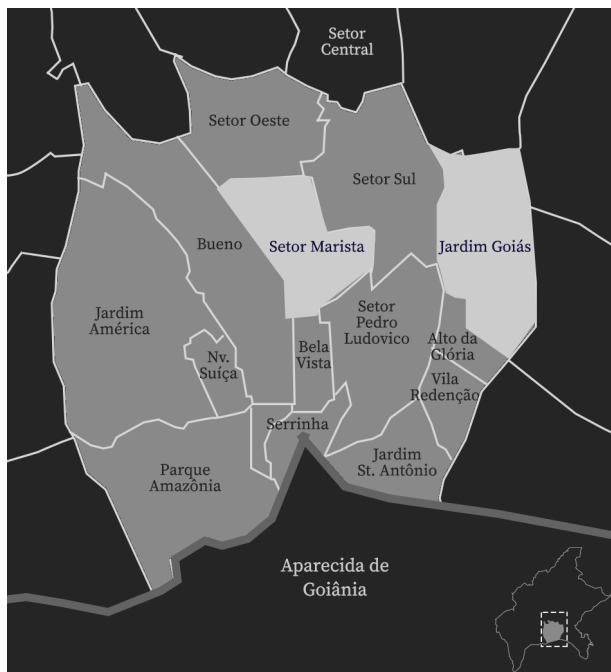 Setor
Central
Setor Oeste
Setor Sul
Bueno
Setor Marista
Jardim Goiás
Jardim
América
Setor
Pedro
Ludovico
Nv.
Suíça
Bela
Vista
Alto da
Glória
Vila
Redenção
Serrinha
Parque
Amazônia
Jardim
St. Antônio
Aparecida de
Goiânia